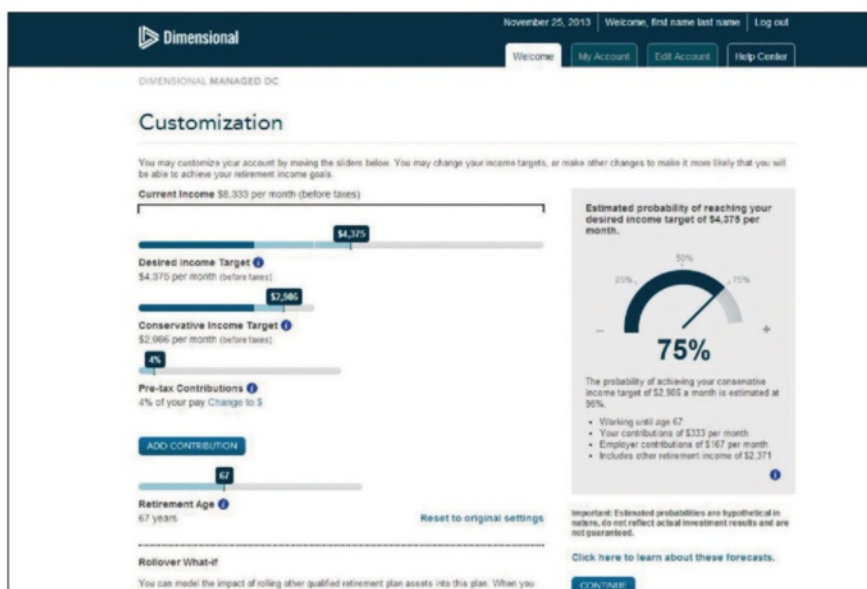 November 25, 2013 | Welcome, first name last name | Log out
Dimensional
Welcome My Account Edit Account Help Center
DIMENSIONAL MANAGED DC
Customization
You may customize your account by moving the sliders below. You may change your income targets, or make other changes to make it more likely that you will
be able to achieve your retirement income goals.
Current Income $8,333 per month (before taxes)
$4,375
Desired Income Target i
$4,375 per month (before taxes)
$2,986
Conservative Income Target i
$2,986 per month (before taxes)
4%
Pre-tax Contributions i
4% of your pay Change to $
ADD CONTRIBUTION
67
Retirement Age i
67 years
Reset to original settings
Rollover What-if
You can model the impact of rolling other qualified retirement plan assets into this plan. When you
Estimated probability of reaching your
desired income target of $4,375 per
month.
50%
25% 75%
− +
75%
The probability of achieving your conservative
income target of $2,986 a month is estimated at
96%.
• Working until age 67
• Your contributions of $333 per month
• Employer contributions of $167 per month
• Includes other retirement income of $2,371
i
Important: Estimated probabilities are hypothetical in
nature, do not reflect actual investment results and are
not guaranteed.
Click here to learn about these forecasts.
CONTINUE